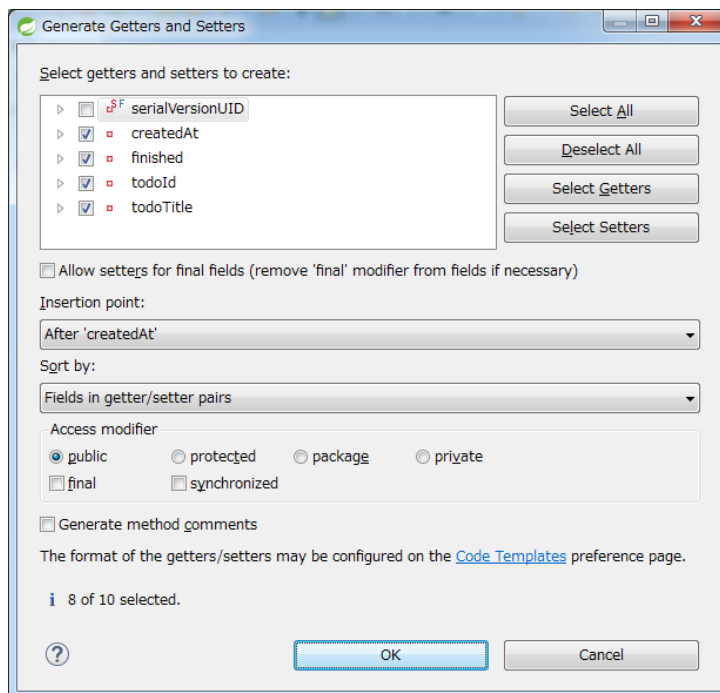 Generate Getters and Setters
Select getters and setters to create:
S F serialVersionUID
Select All
createdAt
finished
Deselect All
todoId
Select Getters
todoTitle
Select Setters
Allow setters for final fields (remove 'final' modifier from fields if necessary)
Insertion point:
After 'createdAt'
Sort by:
Fields in getter/setter pairs
Access modifier
public protected package private
final synchronized
Generate method comments
The format of the getters/setters may be configured on the Code Templates preference page.
i 8 of 10 selected.
? OK Cancel